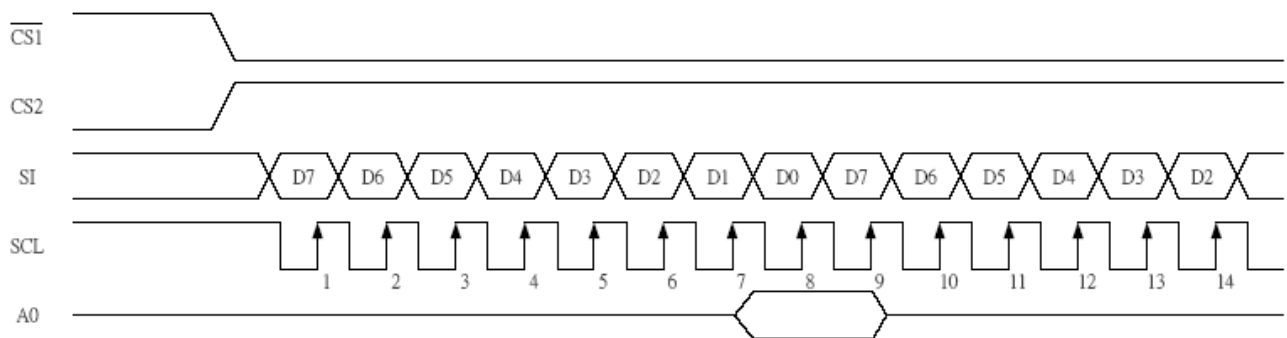 CS1
CS2
SI D7 D6 D5 D4 D3 D2 D1 D0 D7 D6 D5 D4 D3 D2
SCL
1 2 3 4 5 6 7 8 9 10 11 12 13 14
A0